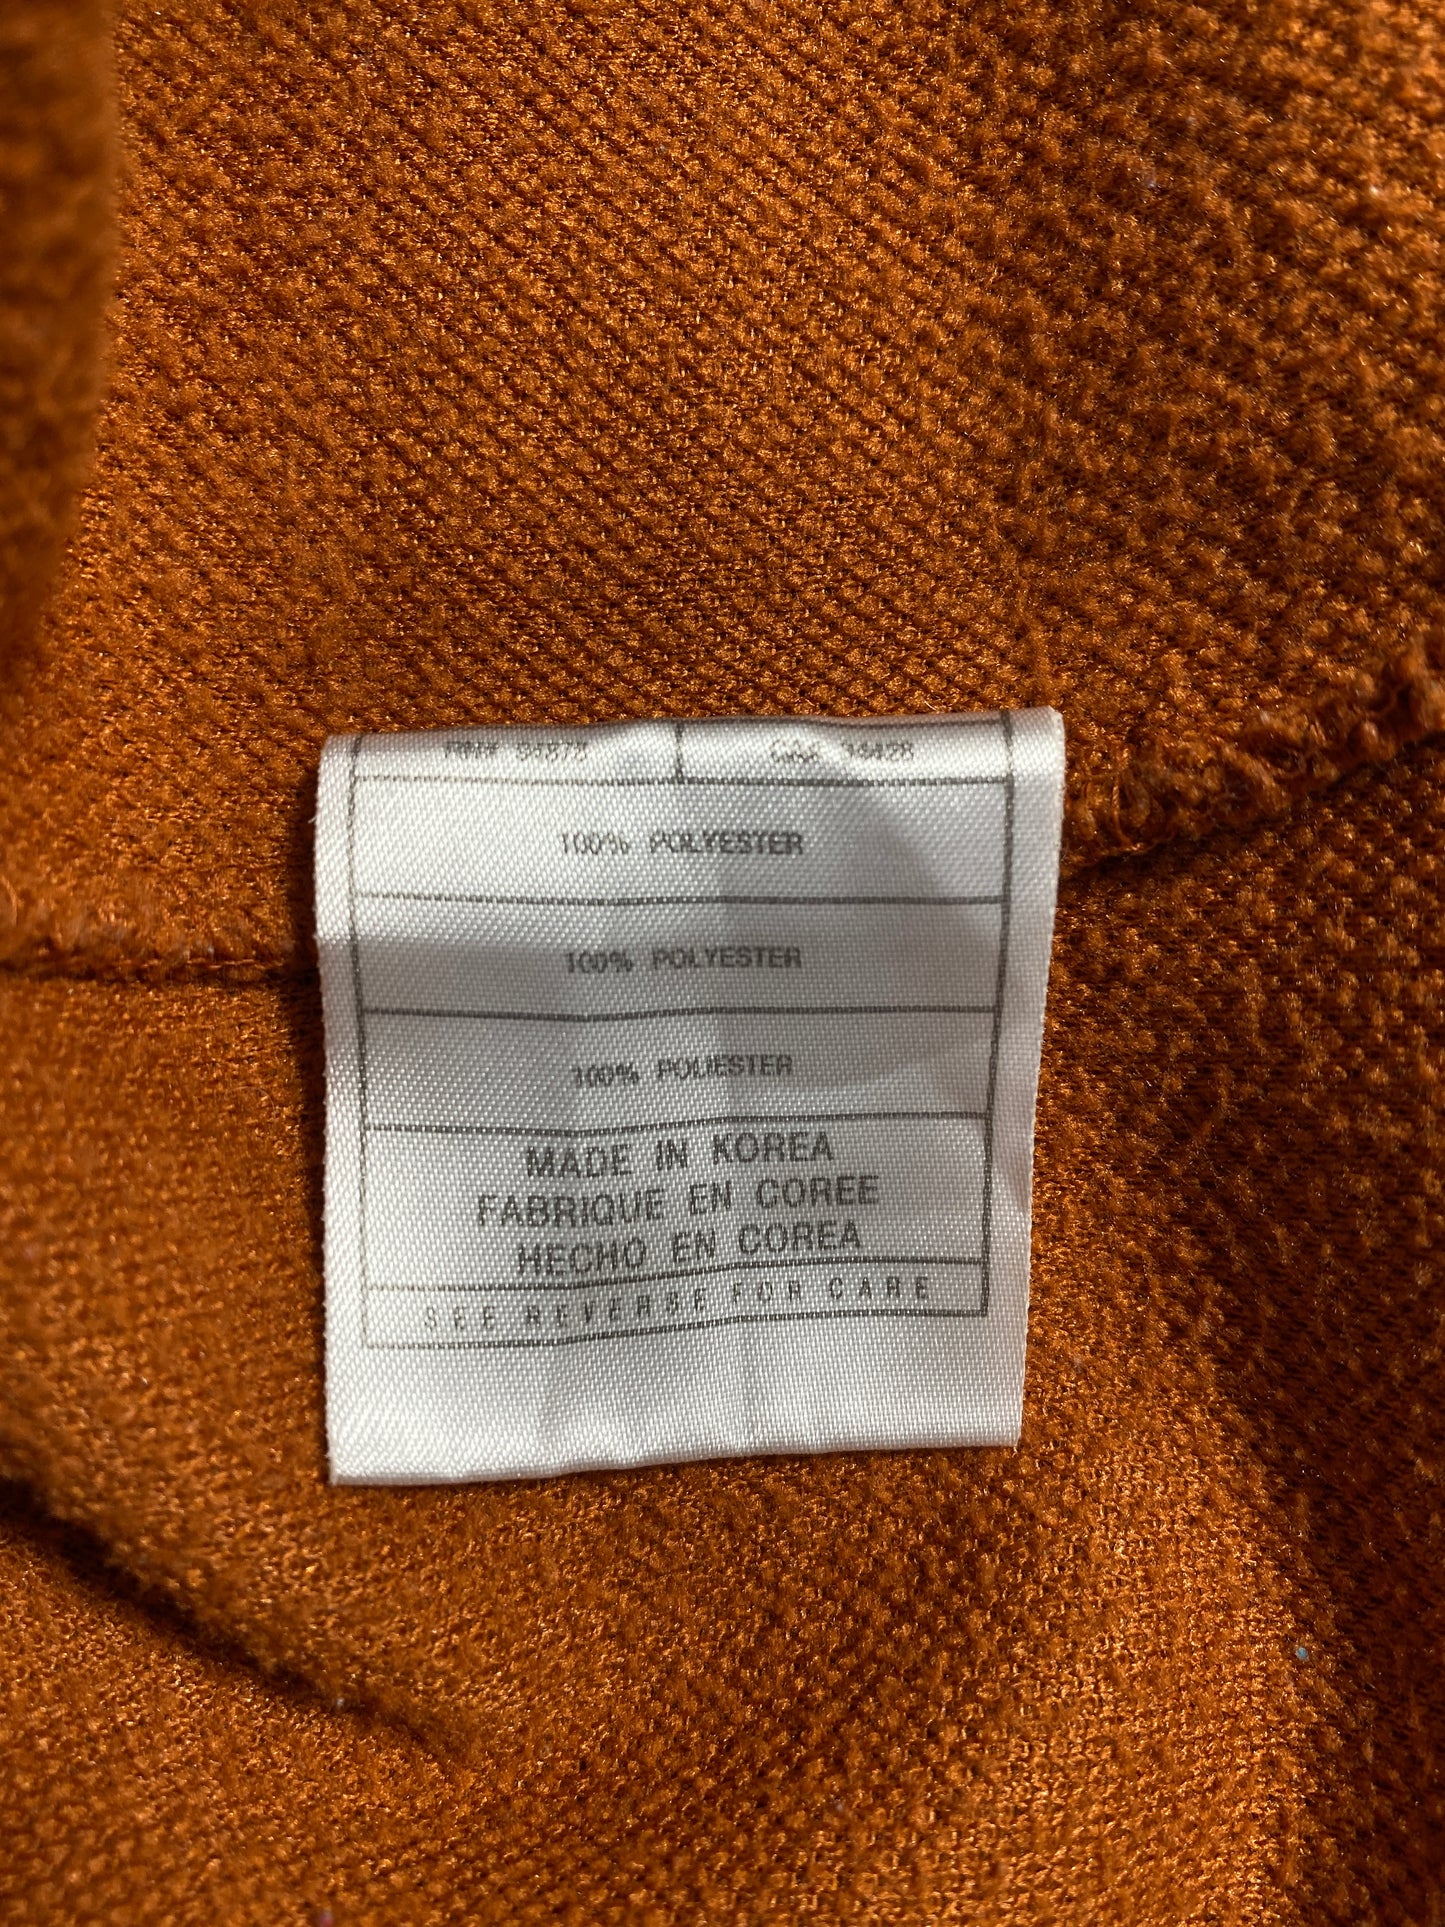 100% POLYESTER
100% POLYESTER
100% POLIESTER
MADE IN KOREA
FABRIQUE EN COREE
HECHO EN COREA
SEE REVERSE FOR CARE